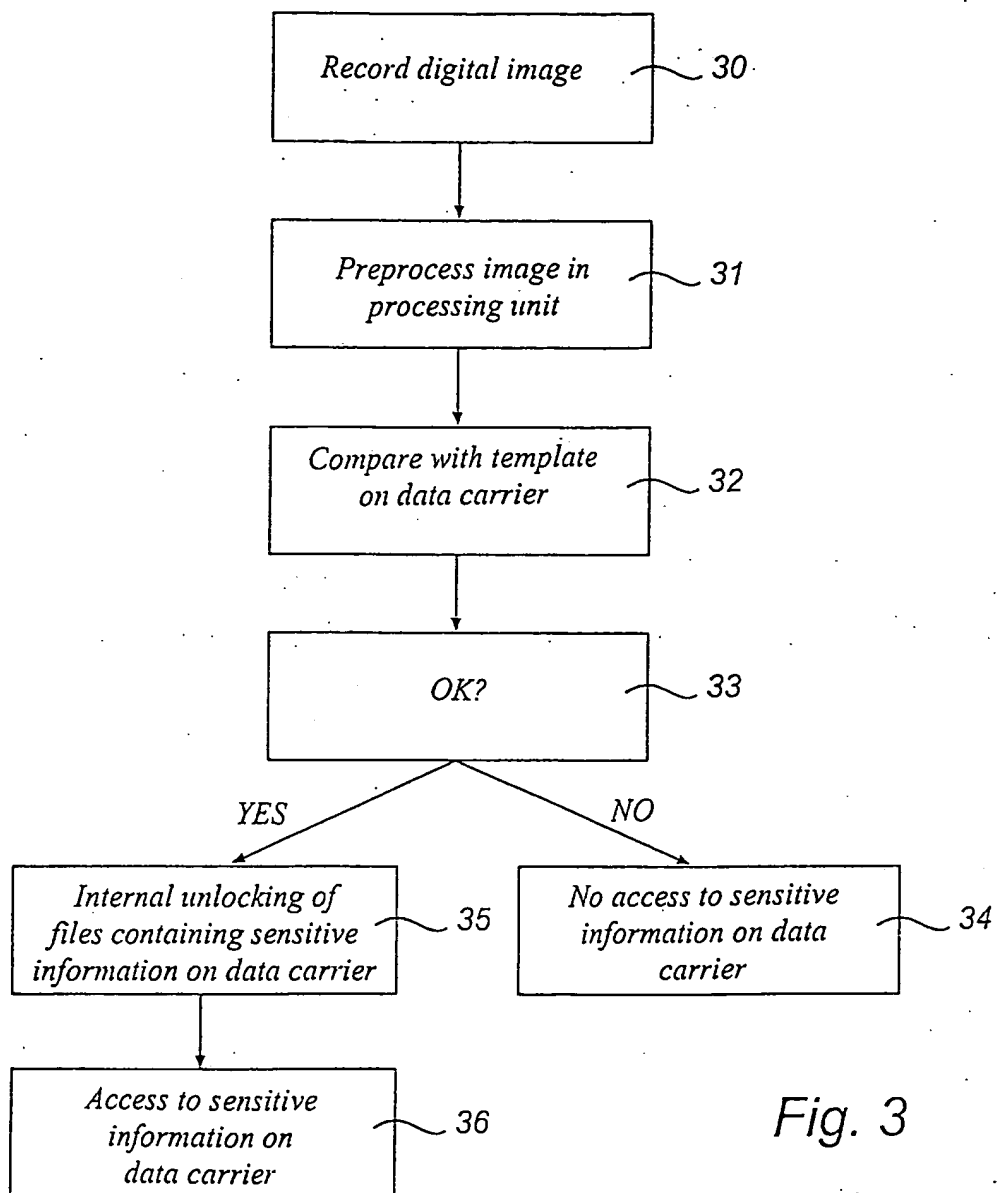 Record digital image
30
Preprocess image in
processing unit
31
Compare with template
on data carrier
32
OK?
33
YES
NO
Internal unlocking of
files containing sensitive
information on data carrier
35
No access to sensitive
information on data
carrier
34
Access to sensitive
information on
data carrier
36
Fig. 3